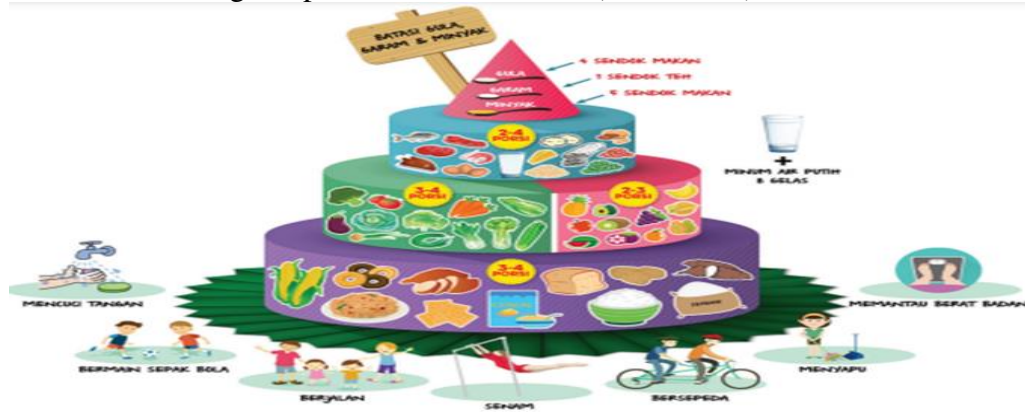 BATASI GULA,
GARAM & MINYAK
4 SENDOK MAKAN
GULA
1 SENDOK TEH
GARAM
5 SENDOK MAKAN
MINYAK
2-4
PORSI
MINUM AIR PUTIH
8 GELAS
3-4
PORSI
2-3
PORSI
3-4
PORSI
MENCUCI TANGAN
MEMANTAU BERAT BADAN
BERMAIN SEPAK BOLA
BERJALAN
SENAM
BERSEPEDA
MENYAPU